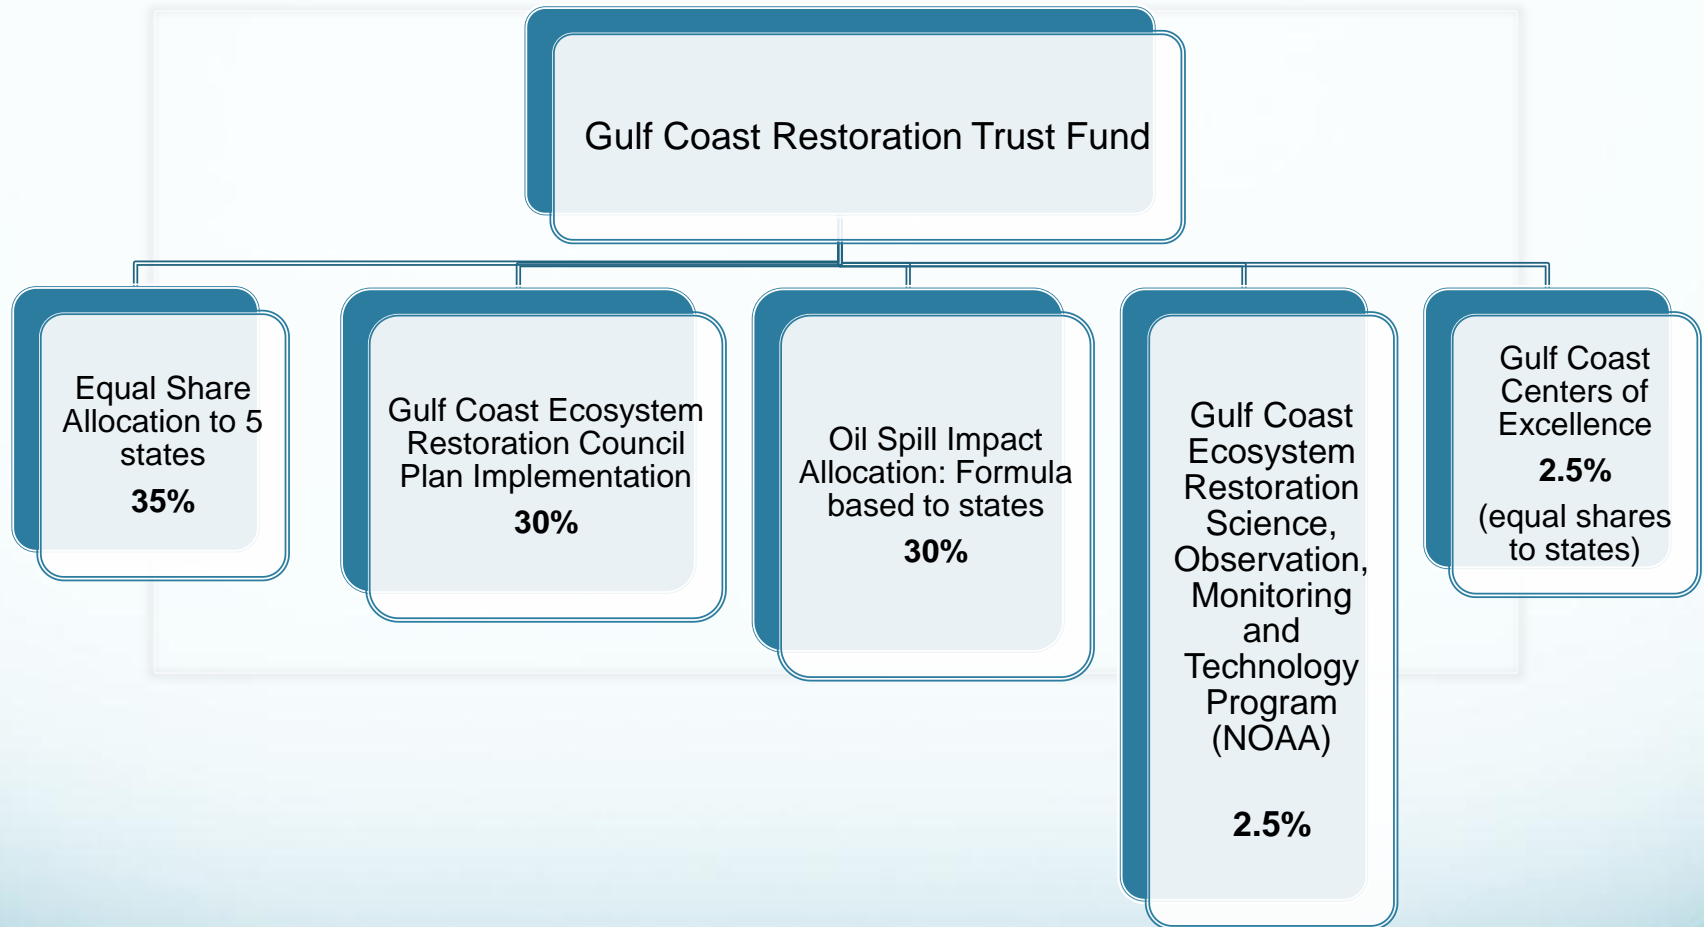 Gulf Coast Restoration Trust Fund
Equal Share
Allocation to 5
states
35%
Gulf Coast Ecosystem
Restoration Council
Plan Implementation
30%
Oil Spill Impact
Allocation: Formula
based to states
30%
Gulf Coast
Ecosystem
Restoration
Science,
Observation,
Monitoring
and
Technology
Program
(NOAA)
2.5%
Gulf Coast
Centers of
Excellence
2.5%
(equal shares
to states)